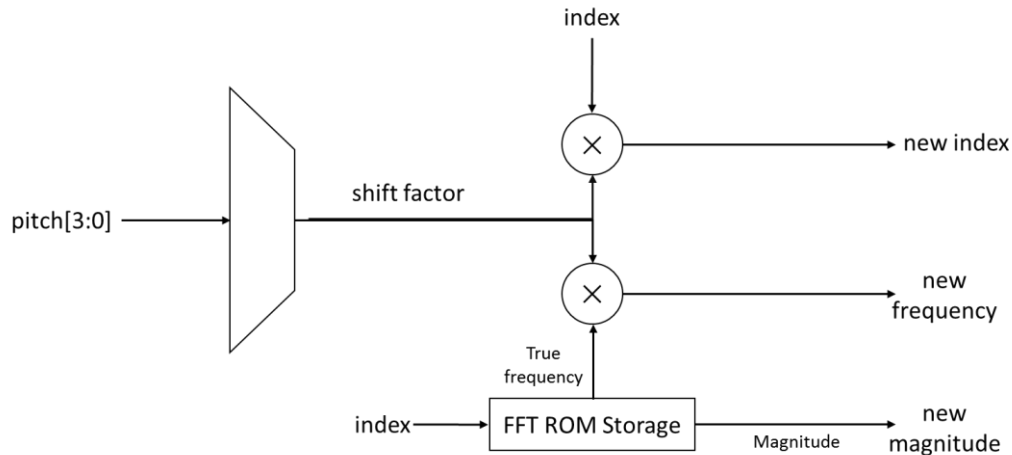 index
new index
shift factor
pitch[3:0]
new
frequency
True
frequency
index
FFT ROM Storage
Magnitude
new
magnitude